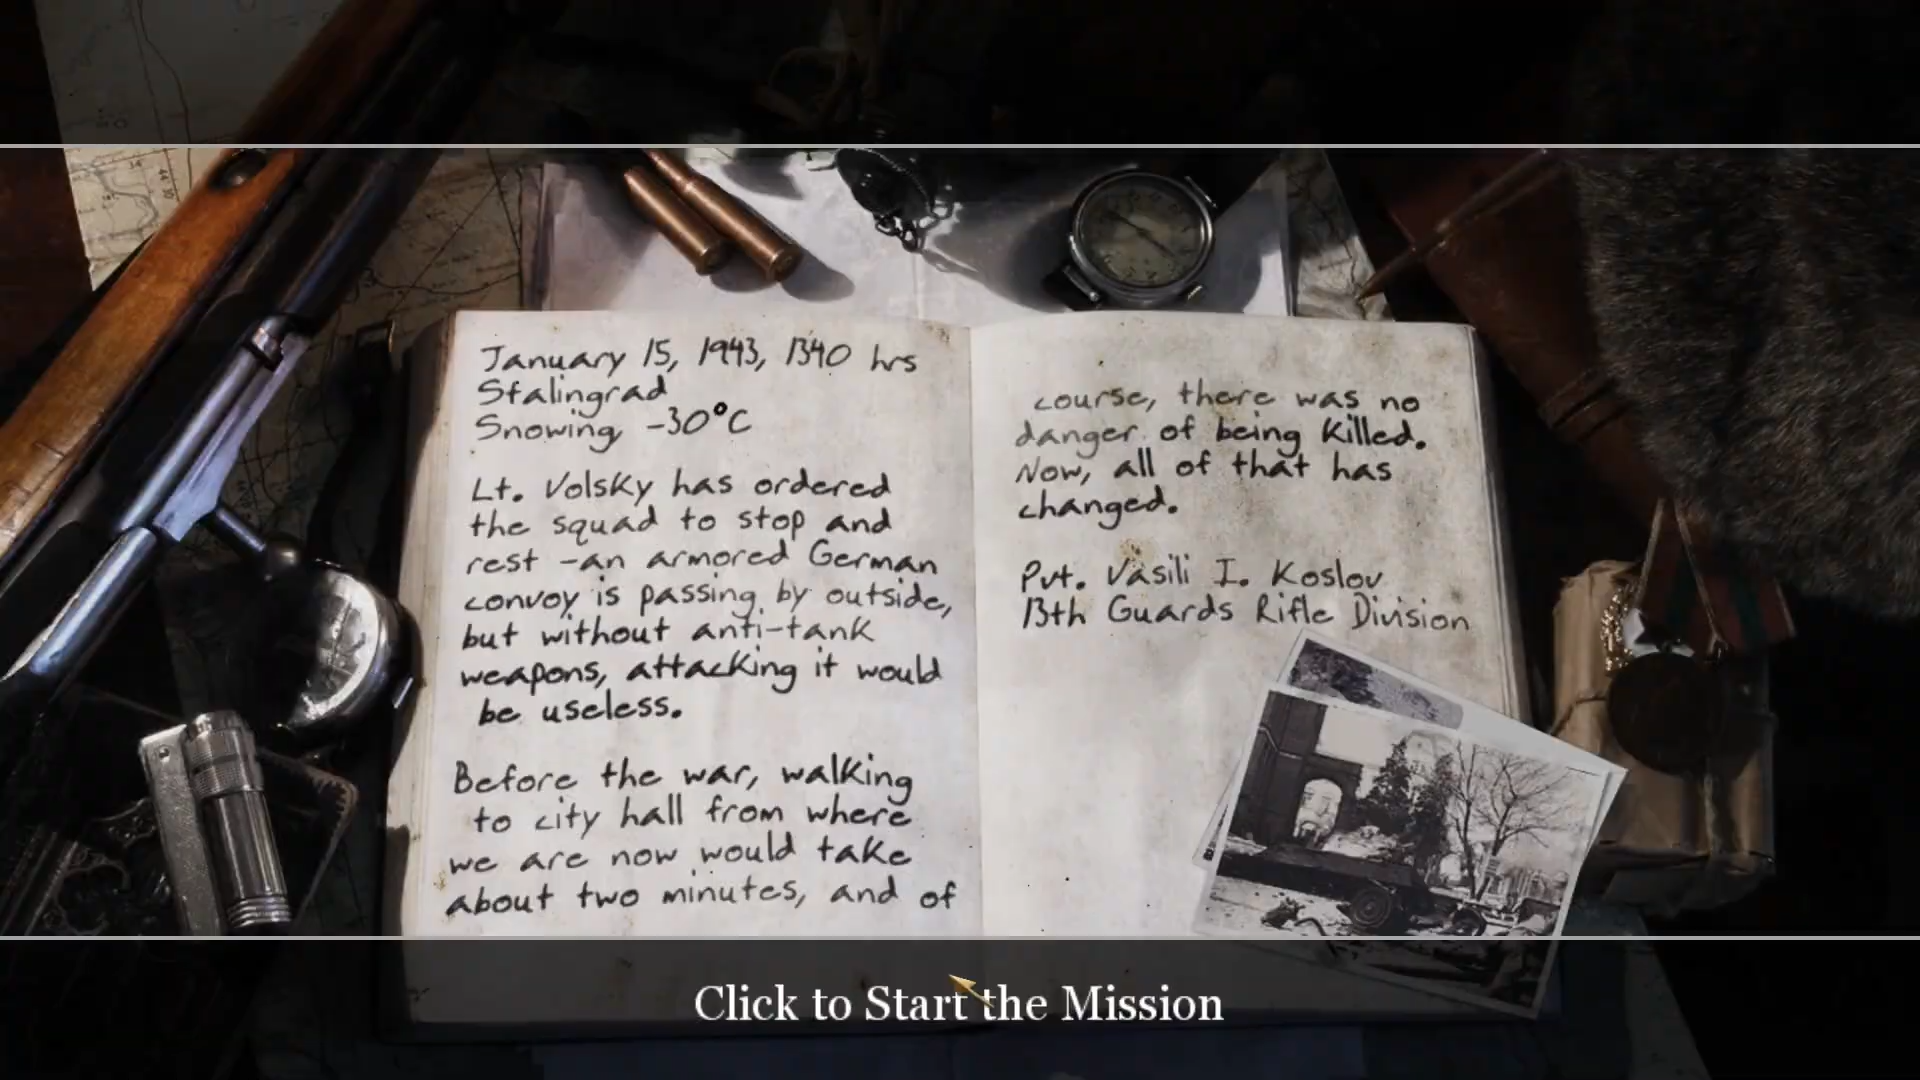 January 15, 1943, 1340 hrs
Stalingrad
Snowing, -30°C
Lt. Volsky has ordered
the squad to stop and
rest -an armored German
convoy is passing by outside,
but without anti-tank
weapons, attacking it would
be useless.
Before the war, walking
to city hall from where
we are now would take
about two minutes, and of
course, there was no
danger of being killed.
Now, all of that has
changed.
Pvt. Vasili I. Koslov
13th Guards Rifle Division
Click to Start the Mission